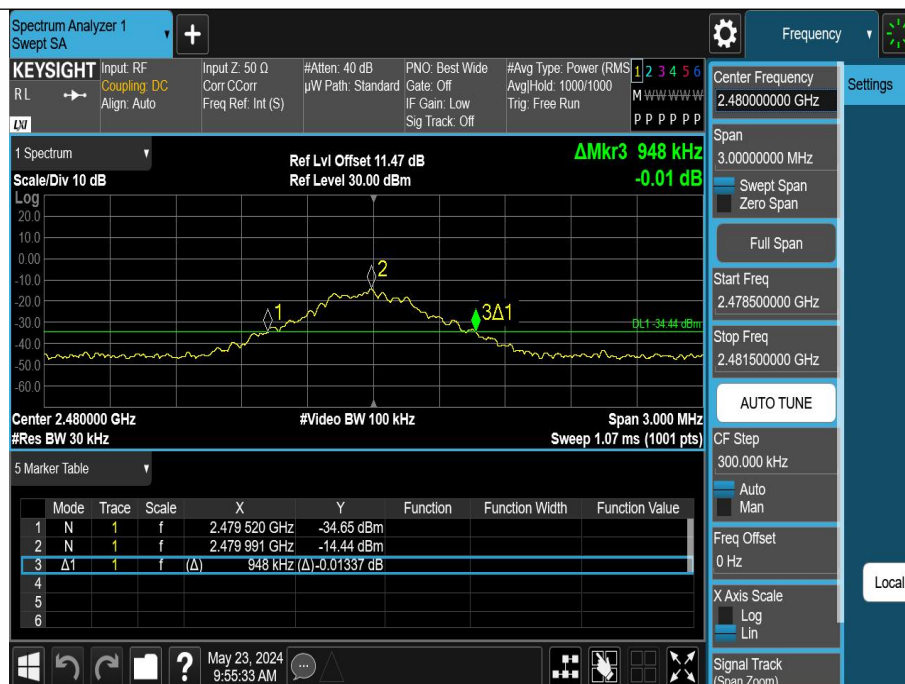 Spectrum Analyzer 1
Swept SA
+
Frequency
KEYSIGHT
RL
LXI
Input: RF
Coupling: DC
Align: Auto
Input Z: 50 Ω
Corr CCorr
Freq Ref: Int (S)
#Atten: 40 dB
µW Path: Standard
PNO: Best Wide
Gate: Off
IF Gain: Low
Sig Track: Off
#Avg Type: Power (RMS
Avg|Hold: 1000/1000
Trig: Free Run
1 2 3 4 5 6
M W W W W W
P P P P P P
1 Spectrum
Scale/Div 10 dB
Ref Lvl Offset 11.47 dB
Ref Level 30.00 dBm
ΔMkr3 948 kHz
-0.01 dB
Log
20.0
10.0
0.00
-10.0
-20.0
-30.0
-40.0
-50.0
-60.0
1
2
3Δ1
DL1 -34.44 dBm
Center 2.480000 GHz
#Res BW 30 kHz
#Video BW 100 kHz
Span 3.000 MHz
Sweep 1.07 ms (1001 pts)
5 Marker Table
Mode Trace Scale X Y Function Function Width Function Value
1 N 1 f 2.479 520 GHz -34.65 dBm
2 N 1 f 2.479 991 GHz -14.44 dBm
3 Δ1 1 f (Δ) 948 kHz (Δ) -0.01337 dB
4
5
6
?
May 23, 2024
9:55:33 AM
Center Frequency
2.480000000 GHz
Settings
Span
3.00000000 MHz
Swept Span
Zero Span
Full Span
Start Freq
2.478500000 GHz
Stop Freq
2.481500000 GHz
AUTO TUNE
CF Step
300.000 kHz
Auto
Man
Freq Offset
0 Hz
Local
X Axis Scale
Log
Lin
Signal Track
(Span Zoom)